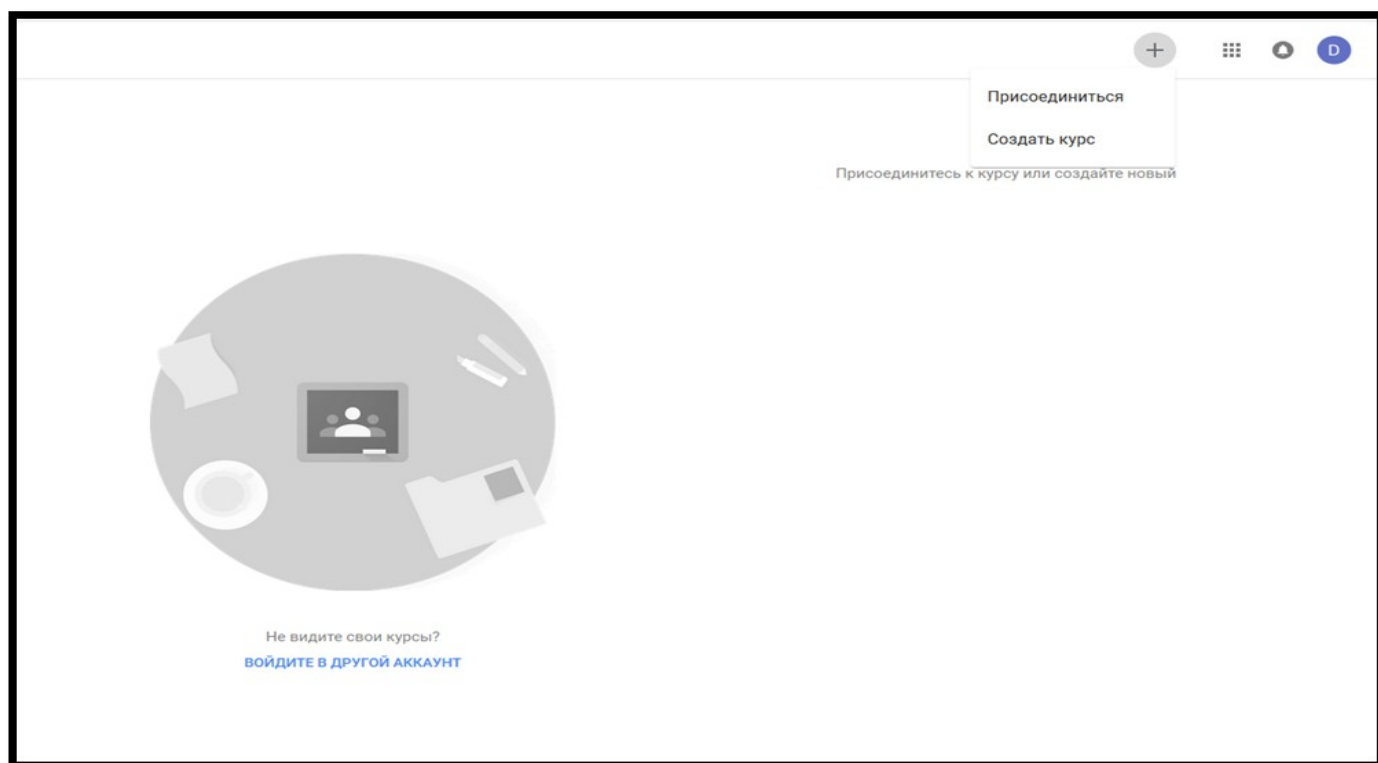 D
Присоединиться
Создать курс
Присоединитесь к курсу или создайте новый
Не видите свои курсы?
ВОЙДИТЕ В ДРУГОЙ АККАУНТ